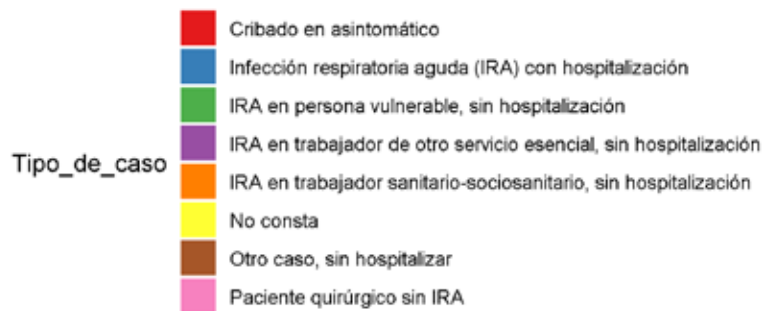 Cribado en asintomático
Infección respiratoria aguda (IRA) con hospitalización
IRA en persona vulnerable, sin hospitalización
Tipo_de_caso
IRA en trabajador de otro servicio esencial, sin hospitalización
IRA en trabajador sanitario-sociosanitario, sin hospitalización
No consta
Otro caso, sin hospitalizar
Paciente quirúrgico sin IRA